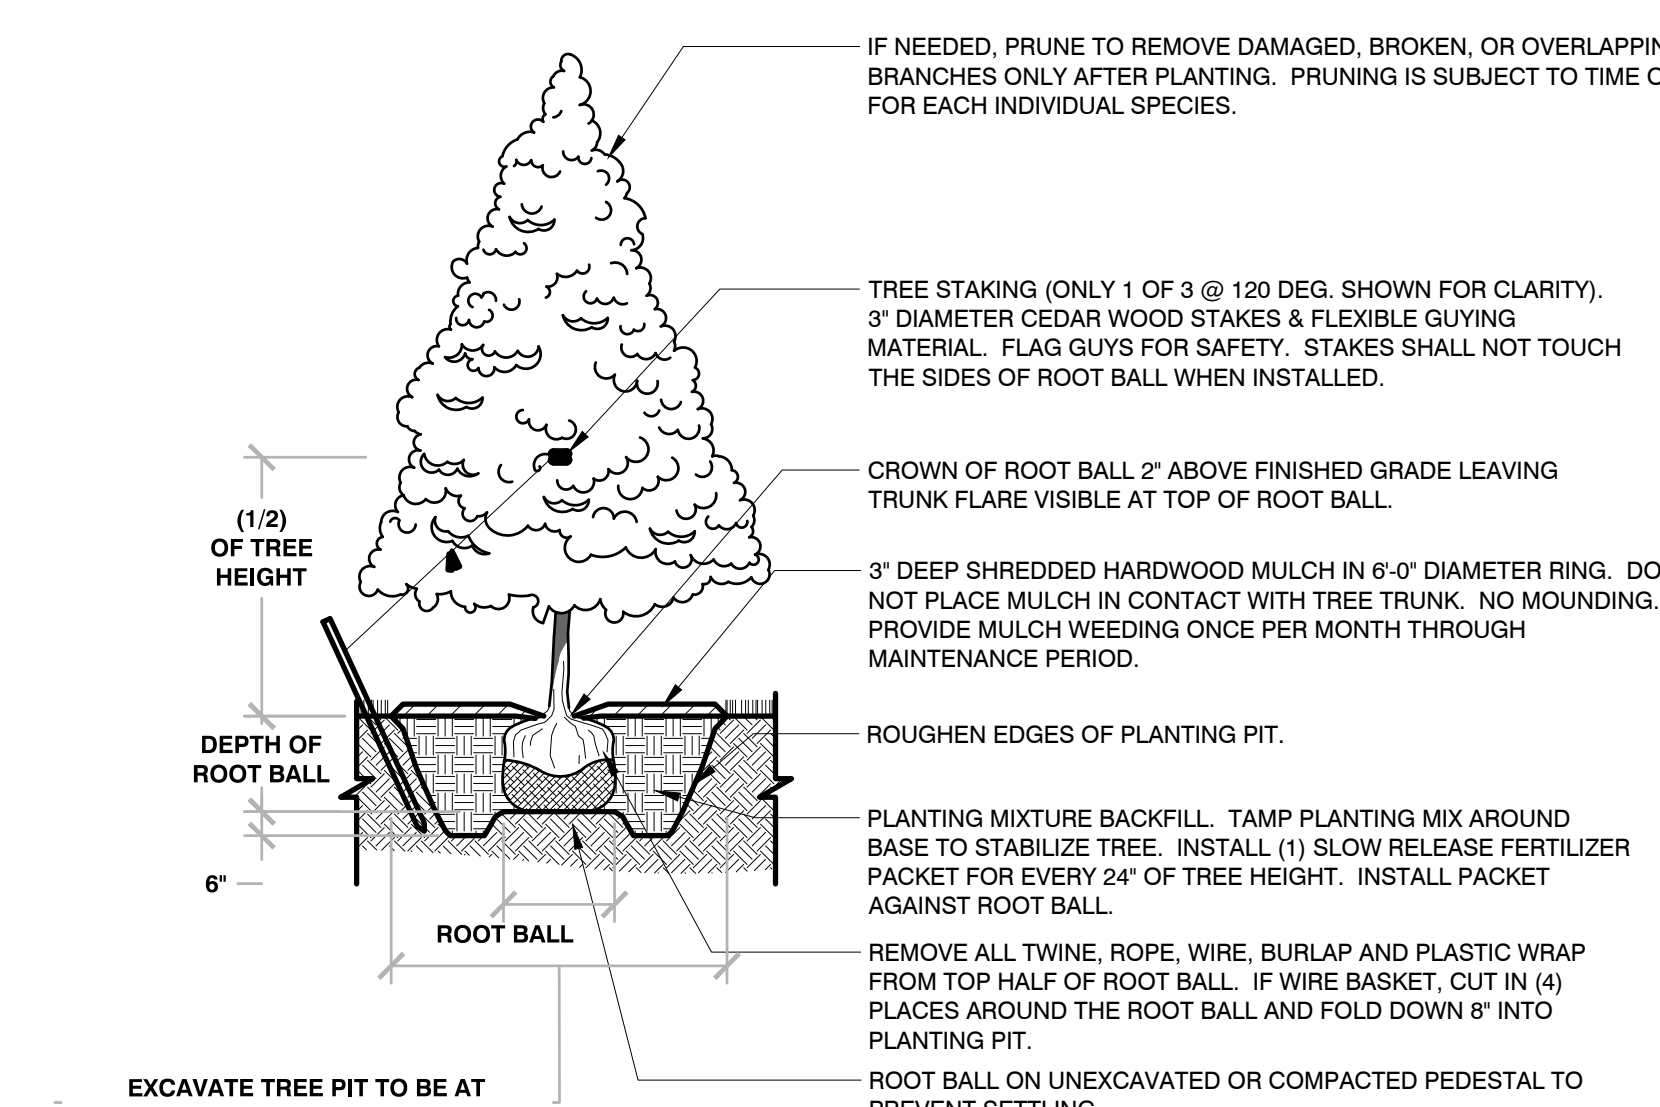 IF NEEDED, PRUNE TO REMOVE DAMAGED, BROKEN, OR
BRANCHES ONLY AFTER PLANTING.  PRUNING IS SUBJECT TO TIME
FOR EACH INDIVIDUAL SPECIES.
TREE STAKING (ONLY 1 OF 3 @ 120 DEG. SHOWN FOR CLARITY).
3" DIAMETER CEDAR WOOD STAKES & FLEXIBLE GUYING
MATERIAL.  FLAG GUYS FOR SAFETY.  STAKES SHALL NOT TOUCH
THE SIDES OF ROOT BALL WHEN INSTALLED.
CROWN OF ROOT BALL 2" ABOVE FINISHED GRADE LEAVING
TRUNK FLARE VISIBLE AT TOP OF ROOT BALL.
(1/2)
OF TREE
HEIGHT
3" DEEP SHREDDED HARDWOOD MULCH IN 6'-0" DIAMETER RING.  DO
NOT PLACE MULCH IN CONTACT WITH TREE TRUNK.  NO MOUNDING.
PROVIDE MULCH WEEDING ONCE PER MONTH THROUGH
MAINTENANCE PERIOD.
DEPTH OF
ROOT BALL
ROUGHEN EDGES OF PLANTING PIT.
PLANTING MIXTURE BACKFILL.  TAMP PLANTING MIX AROUND
BASE TO STABILIZE TREE.  INSTALL (1) SLOW RELEASE FERTILIZER
PACKET FOR EVERY 24" OF TREE HEIGHT.  INSTALL PACKET
AGAINST ROOT BALL.
6"
ROOT BALL
REMOVE ALL TWINE, ROPE, WIRE, BURLAP AND PLASTIC WRAP
FROM TOP HALF OF ROOT BALL.  IF WIRE BASKET, CUT IN (4)
PLACES AROUND THE ROOT BALL AND FOLD DOWN 8" INTO
PLANTING PIT.
EXCAVATE TREE PIT TO BE AT
ROOT BALL ON UNEXCAVATED OR COMPACTED PEDESTAL TO
PREVENT SETTLING